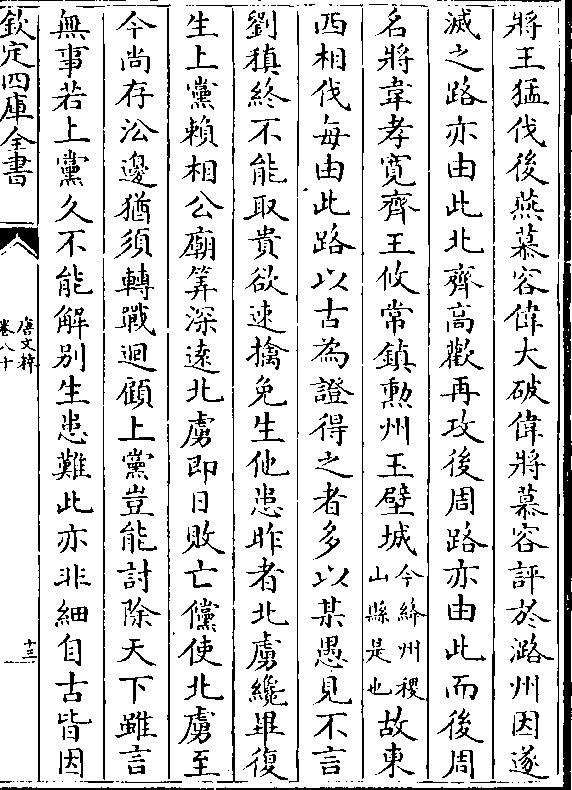 將王猛伐後燕慕容偉大破偉將慕容評於潞州因遂
滅之路亦由此北齊高歡再攻後周路亦由此而後周
名將韋孝寛齊王攸常鎮勲州玉壁城今絳州稷山縣是也故東
西相伐每由此路以古為證得之者多以某愚見不言
劉稹終不能取貴欲速擒免生他患昨者北虜纔畢復
生上黨賴相公廟筭深遠北虜即日敗亡儻使北虜至
今尚存沿邊猶須轉戰迴顧上黨豈能討除天下雖言
無事若上黨久不能解别生患難此亦非細自古皆因
欽定四庫全書
唐文粹
卷八十
十三